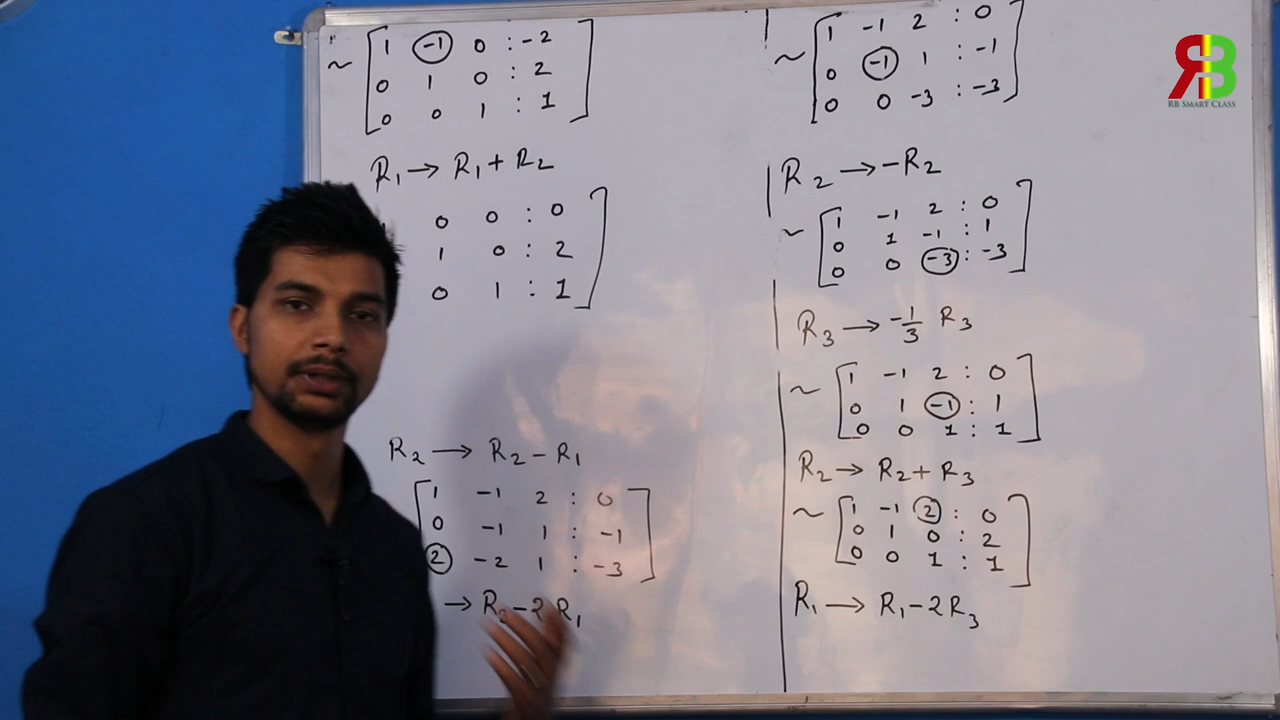 ~ [ 1 -1 0 : -2
0 1 0 : 2
0 0 1 : 1 ]
R1 → R1 + R2
0 0 : 0
1 0 : 2
0 1 : 1 ]
R2 → R2 - R1
[ 1 -1 2 : 0
0 -1 1 : -1
2 -2 1 : -3 ]
→ R3 - 2R1
~ [ 1 -1 2 : 0
0 -1 1 : -1
0 0 -3 : -3 ]
R2 → -R2
~ [ 1 -1 2 : 0
0 1 -1 : 1
0 0 -3 : -3 ]
R3 → -1/3 R3
~ [ 1 -1 2 : 0
0 1 -1 : 1
0 0 1 : 1 ]
R2 → R2 + R3
~ [ 1 -1 2 : 0
0 1 0 : 2
0 0 1 : 1 ]
R1 → R1 - 2R3
RB
RB SMART CLASS